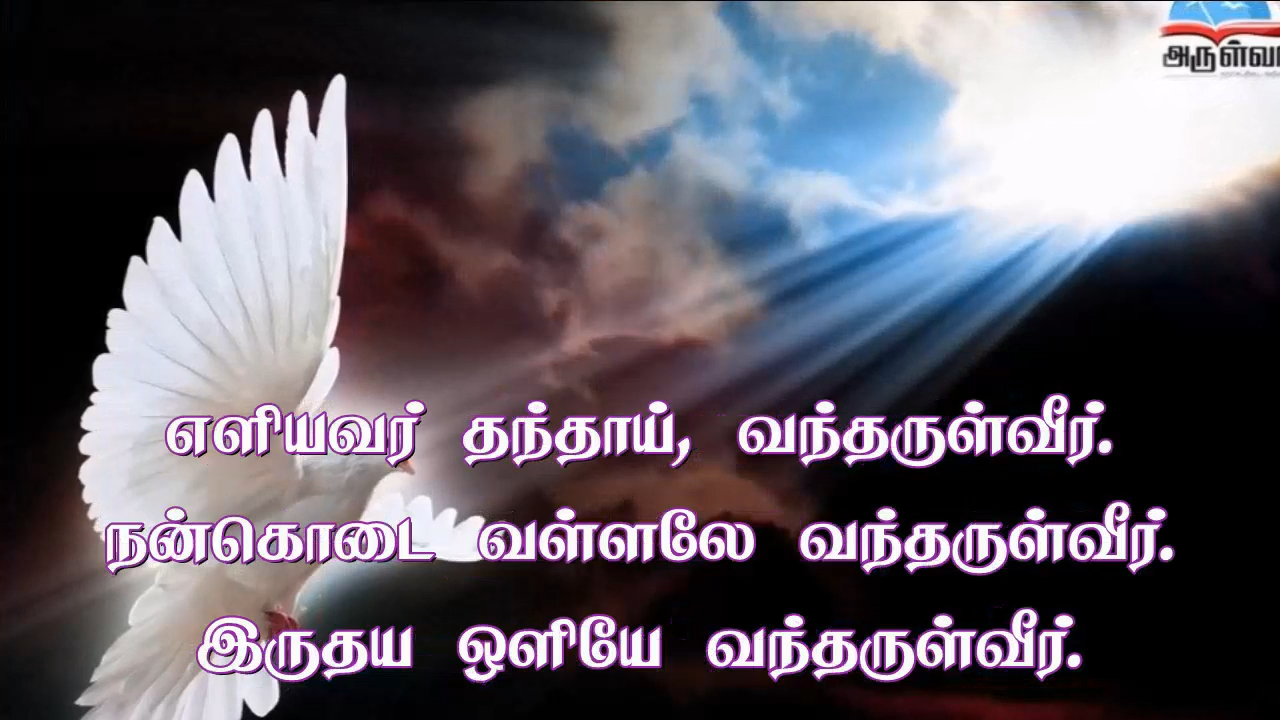 எளியவர் தந்தாய், வந்தருள்வீர்.
நன்கொடை வள்ளலே வந்தருள்வீர்.
இருதய ஒளியே வந்தருள்வீர்.